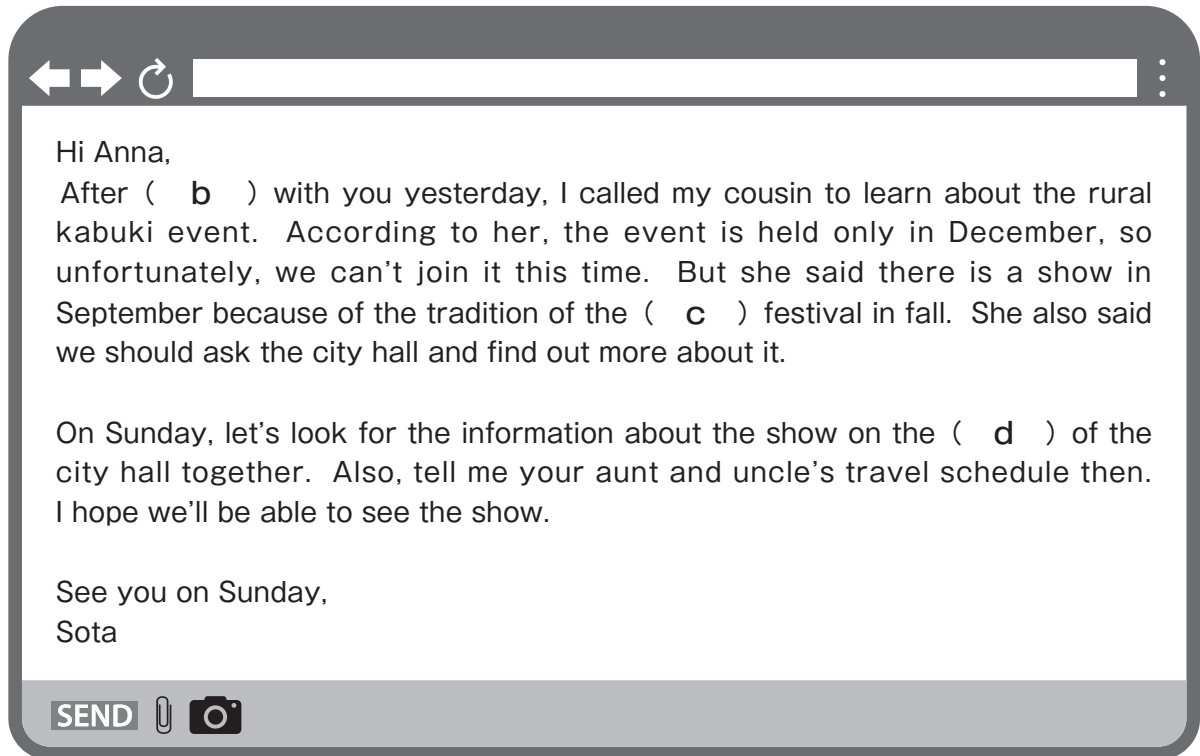 Hi Anna,
After ( b ) with you yesterday, I called my cousin to learn about the rural
kabuki event. According to her, the event is held only in December, so
unfortunately, we can't join it this time. But she said there is a show in
September because of the tradition of the ( c ) festival in fall. She also said
we should ask the city hall and find out more about it.
On Sunday, let's look for the information about the show on the ( d ) of the
city hall together. Also, tell me your aunt and uncle's travel schedule then.
I hope we'll be able to see the show.
See you on Sunday,
Sota
SEND